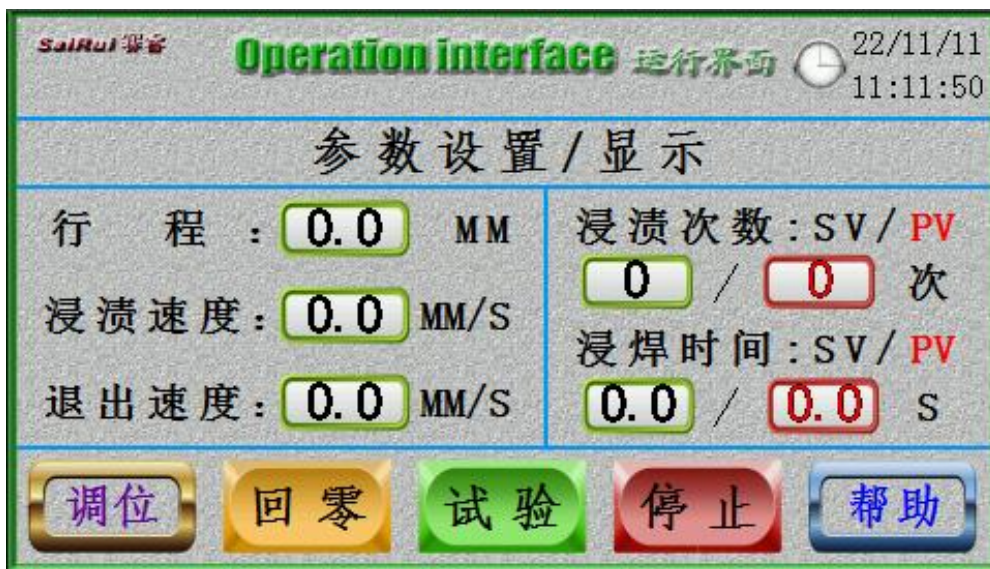 SaiRui 赛睿
Operation interface 运行界面
22/11/11
11:11:50
参数设置/显示
行 程 : 0.0 MM
浸渍速度: 0.0 MM/S
退出速度: 0.0 MM/S
浸渍次数:SV/PV
0 / 0 次
浸焊时间:SV/PV
0.0 / 0.0 S
调位
回零
试验
停止
帮助